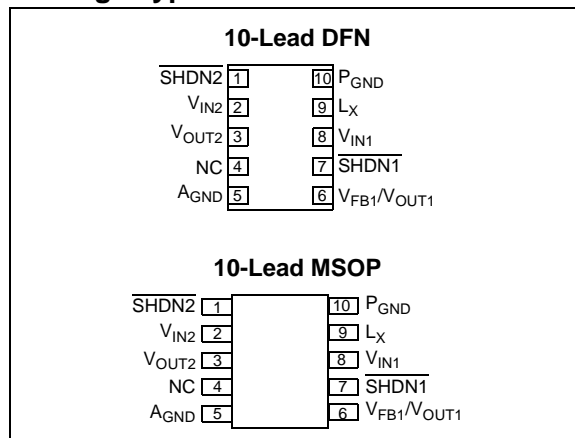 10-Lead DFN
SHDN2 1 10 PGND
VIN2 2 9 LX
VOUT2 3 8 VIN1
NC 4 7 SHDN1
AGND 5 6 VFB1/VOUT1
10-Lead MSOP
SHDN2 1 10 PGND
VIN2 2 9 LX
VOUT2 3 8 VIN1
NC 4 7 SHDN1
AGND 5 6 VFB1/VOUT1